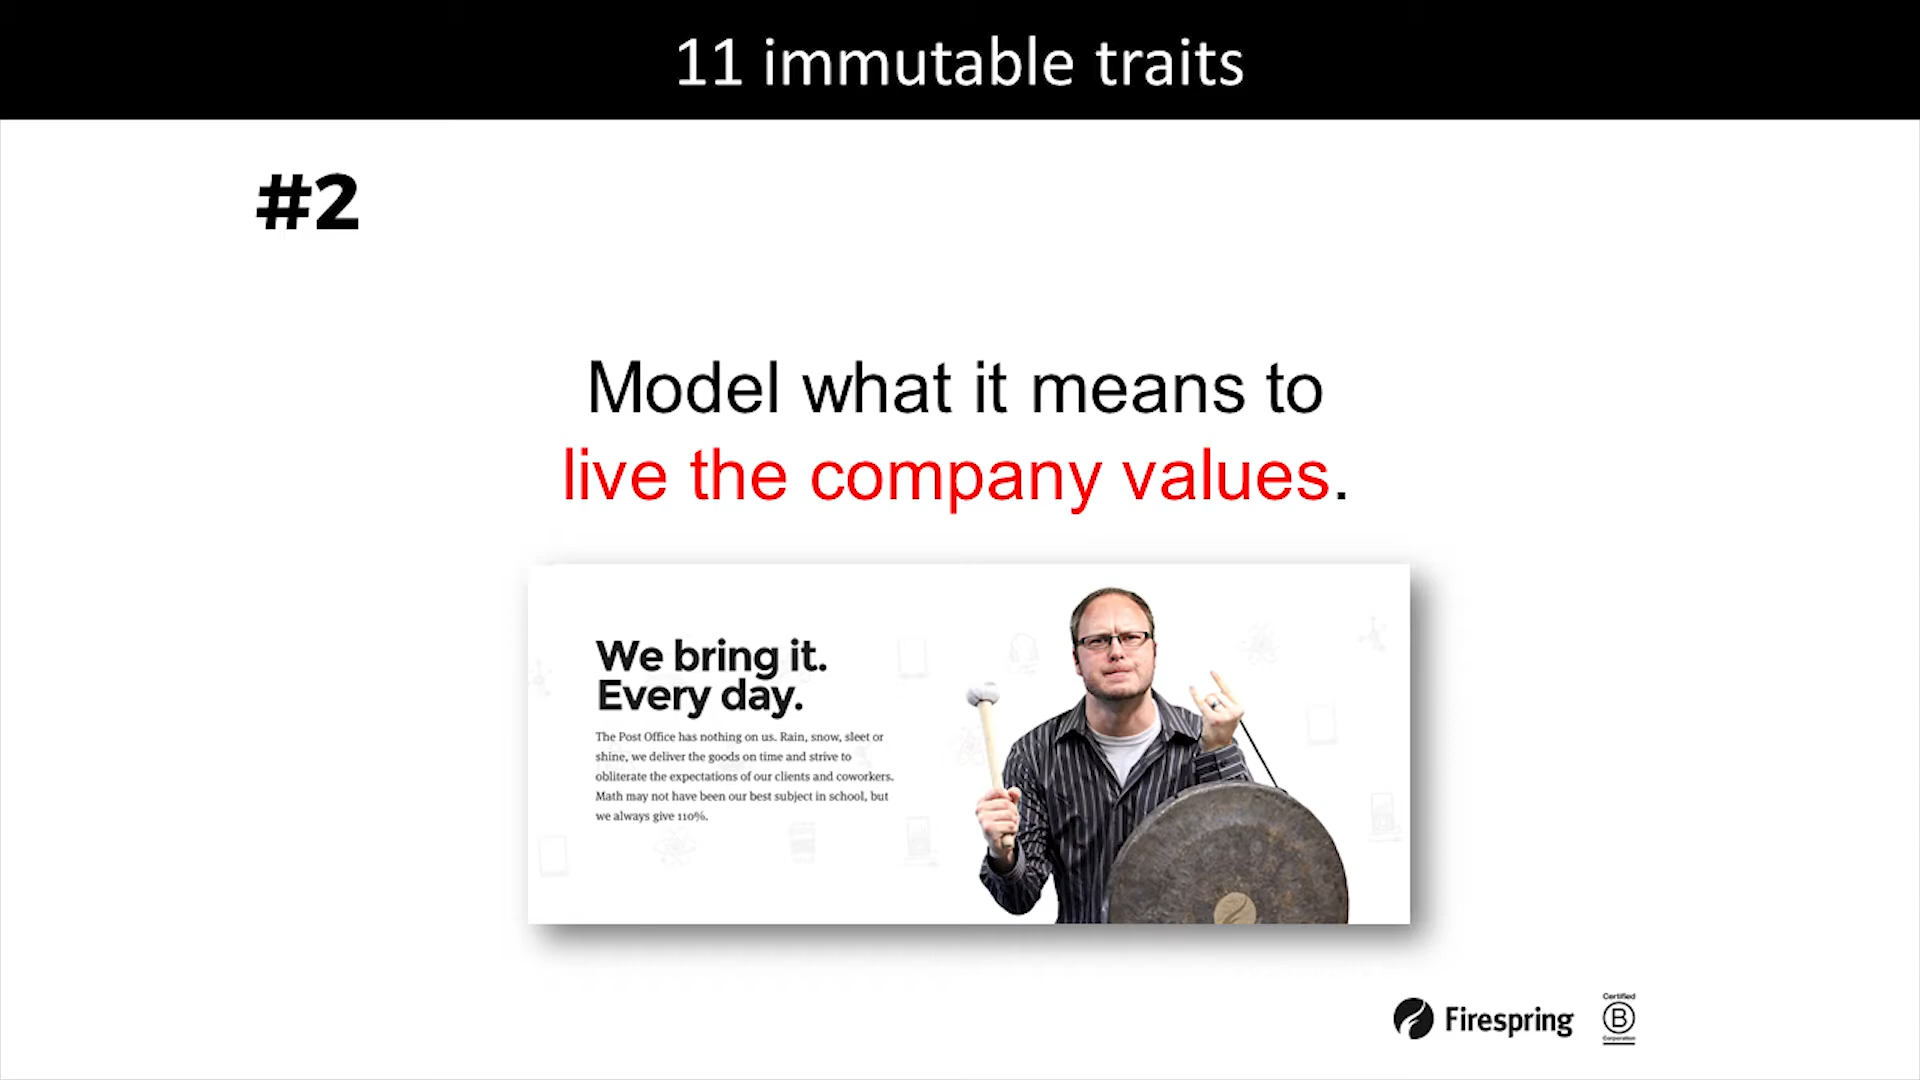 11 immutable traits
#2
Model what it means to
live the company values.
We bring it.
Every day.
The Post Office has nothing on us. Rain, snow, sleet or
shine, we deliver the goods on time and strive to
obliterate the expectations of our clients and coworkers.
Math may not have been our best subject in school, but
we always give 110%.
Firespring
Certified
B
Corporation